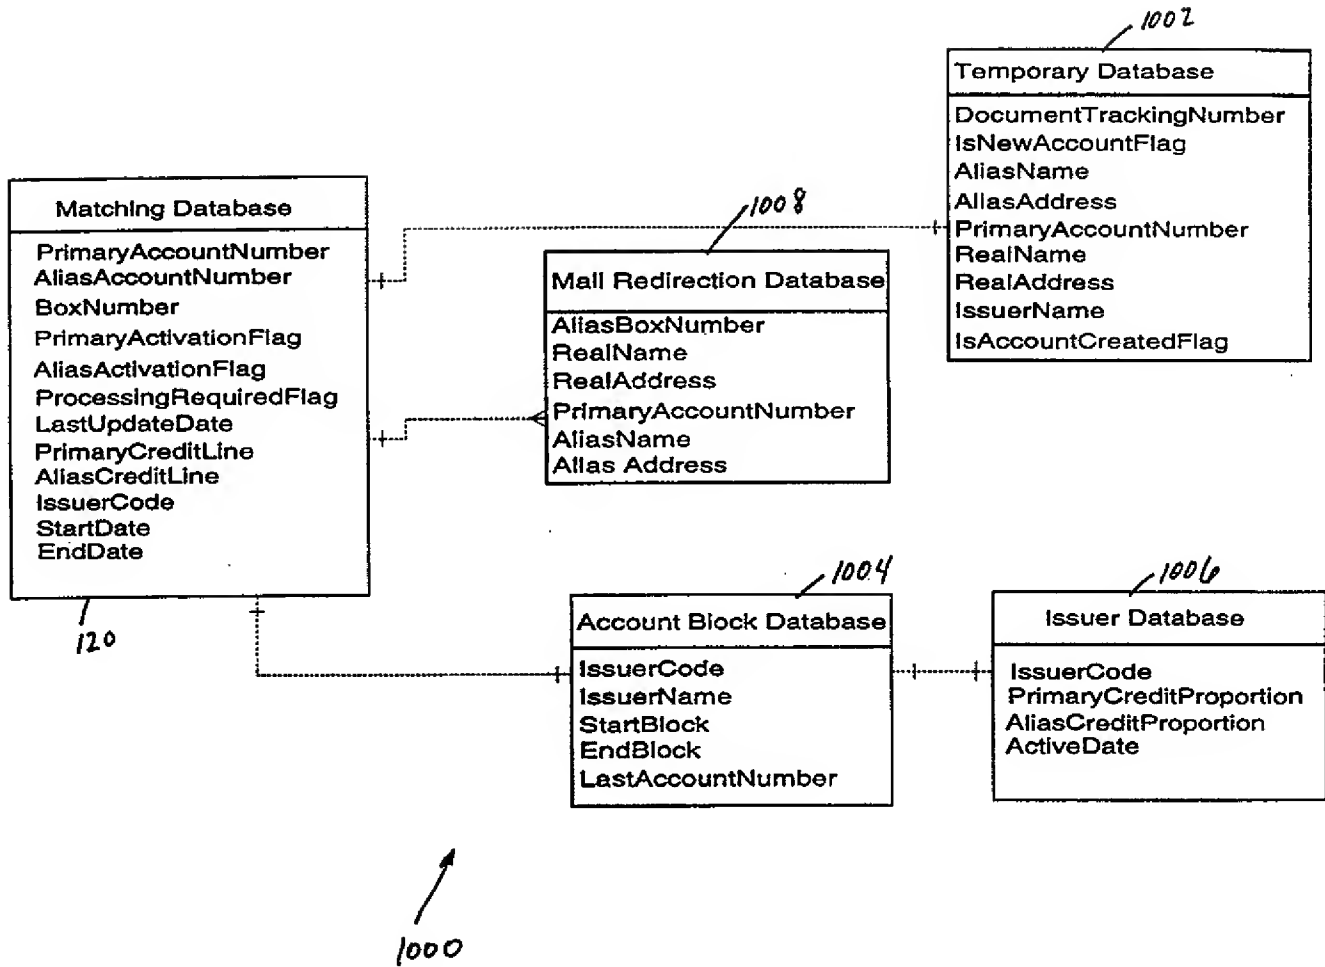 1002
Temporary Database
DocumentTrackingNumber
IsNewAccountFlag
AliasName
AliasAddress
PrimaryAccountNumber
RealName
RealAddress
IssuerName
IsAccountCreatedFlag
Matching Database
PrimaryAccountNumber
AliasAccountNumber
BoxNumber
PrimaryActivationFlag
AliasActivationFlag
ProcessingRequiredFlag
LastUpdateDate
PrimaryCreditLine
AliasCreditLine
IssuerCode
StartDate
EndDate
120
1008
Mail Redirection Database
AliasBoxNumber
RealName
RealAddress
PrimaryAccountNumber
AliasName
Alias Address
1004
Account Block Database
IssuerCode
IssuerName
StartBlock
EndBlock
LastAccountNumber
1006
Issuer Database
IssuerCode
PrimaryCreditProportion
AliasCreditProportion
ActiveDate
1000